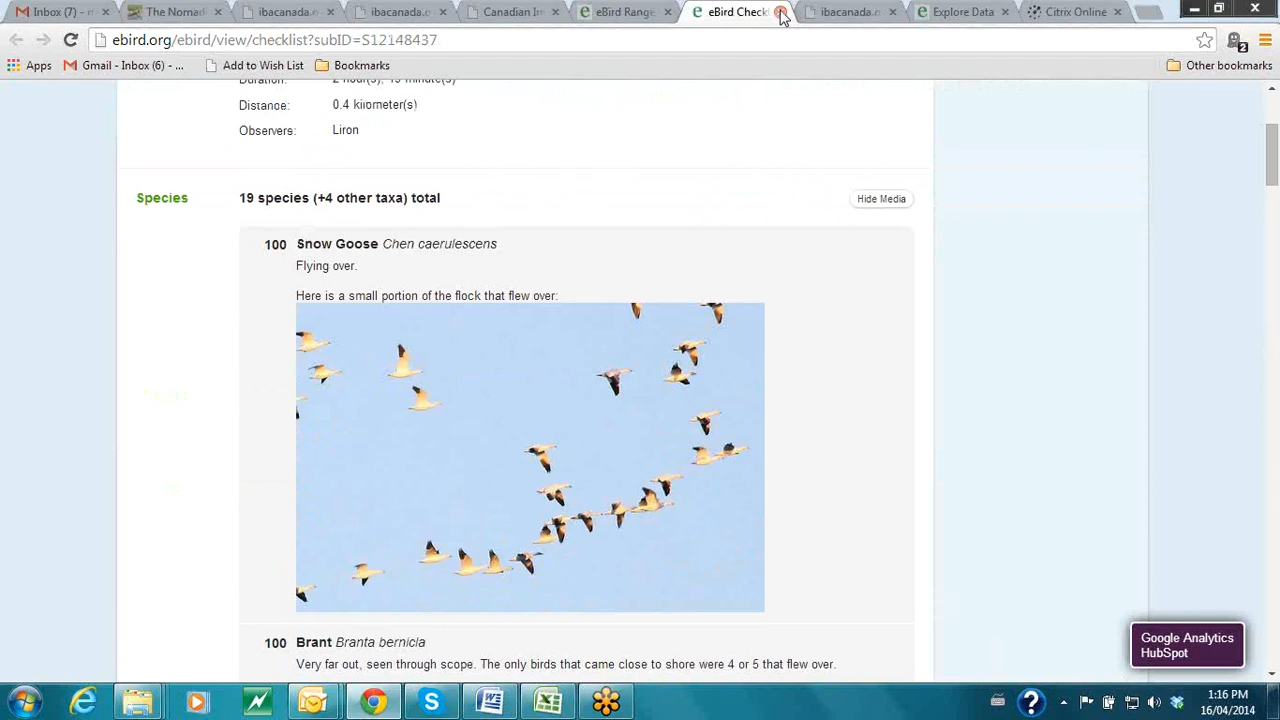 Inbox (7) - m
The Nomad
ibacanada.c
ibacanada.o
Canadian Im
eBird Range
eBird Check
ibacanada.c
Explore Data
Citrix Online
ebird.org/ebird/view/checklist?subID=S12148437
2
Apps
Gmail - Inbox (6) - ...
Add to Wish List
Bookmarks
Other bookmarks
Distance: 0.4 kilometer(s)
Observers: Liron
Species
19 species (+4 other taxa) total
Hide Media
100 Snow Goose Chen caerulescens
Flying over.
Here is a small portion of the flock that flew over:
100 Brant Branta bernicla
Very far out, seen through scope. The only birds that came close to shore were 4 or 5 that flew over.
Google Analytics
HubSpot
1:16 PM
16/04/2014